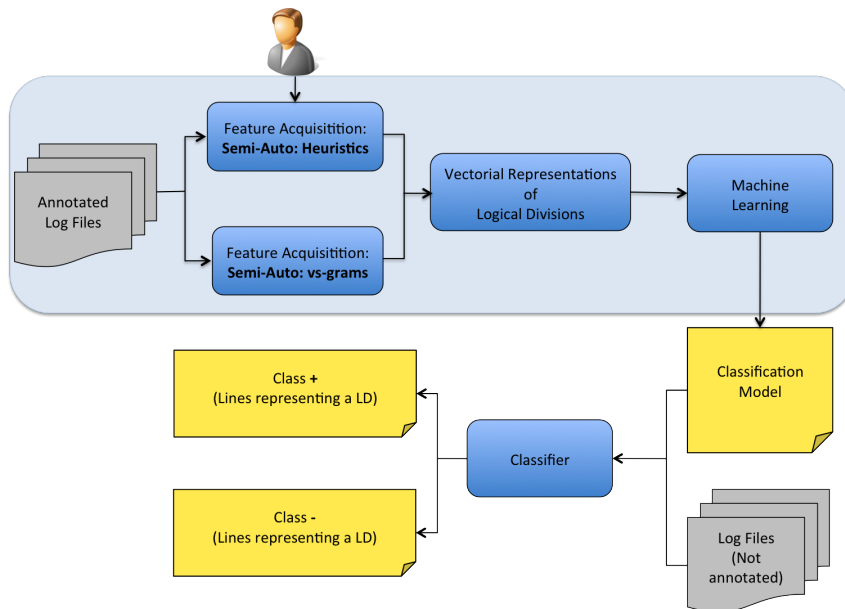 Feature Acquisitition:
Semi-Auto: Heuristics
Annotated
Log Files
Vectorial Representations
of
Logical Divisions
Machine
Learning
Feature Acquisitition:
Semi-Auto: vs-grams
Classification
Model
Class +
(Lines representing a LD)
Classifier
Class -
(Lines representing a LD)
Log Files
(Not
annotated)